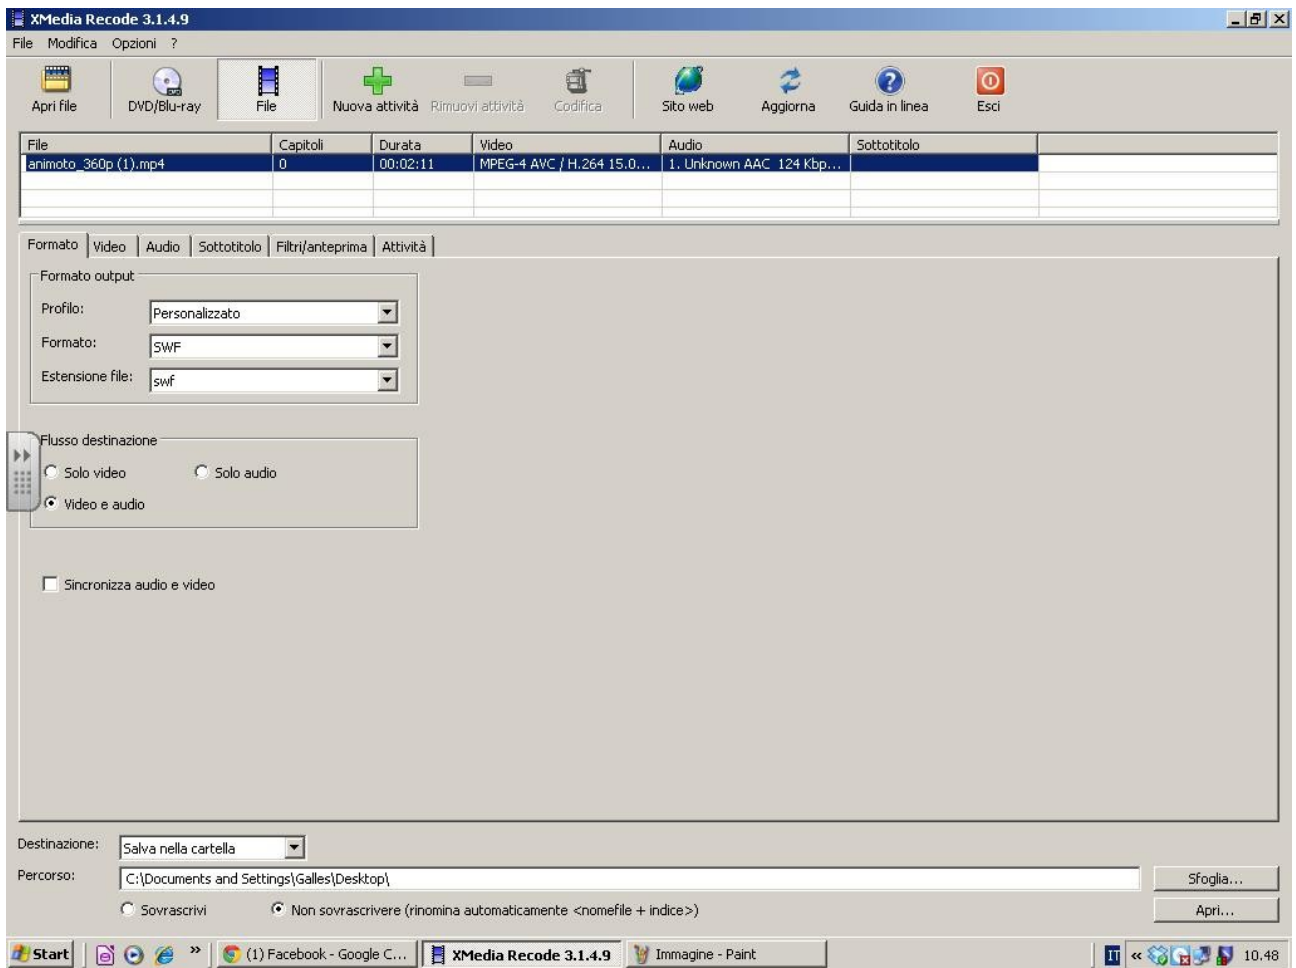 XMedia Recode 3.1.4.9
File Modifica Opzioni ?
Apri file DVD/Blu-ray File Nuova attività Rimuovi attività Codifica Sito web Aggiorna Guida in linea Esci
File Capitoli Durata Video Audio Sottotitolo
animoto_360p (1).mp4 0 00:02:11 MPEG-4 AVC / H.264 15.0... 1. Unknown AAC 124 Kbp...
Formato Video Audio Sottotitolo Filtri/anteprima Attività
Formato output
Profilo: Personalizzato
Formato: SWF
Estensione file: swf
Flusso destinazione
Solo video Solo audio
Video e audio
Sincronizza audio e video
Destinazione: Salva nella cartella
Percorso: C:\Documents and Settings\Galles\Desktop\ Sfoglia...
Sovrascrivi Non sovrascrivere (rinomina automaticamente <nomefile + indice>) Apri...
Start » (1) Facebook - Google C... XMedia Recode 3.1.4.9 Immagine - Paint IT « 10.48